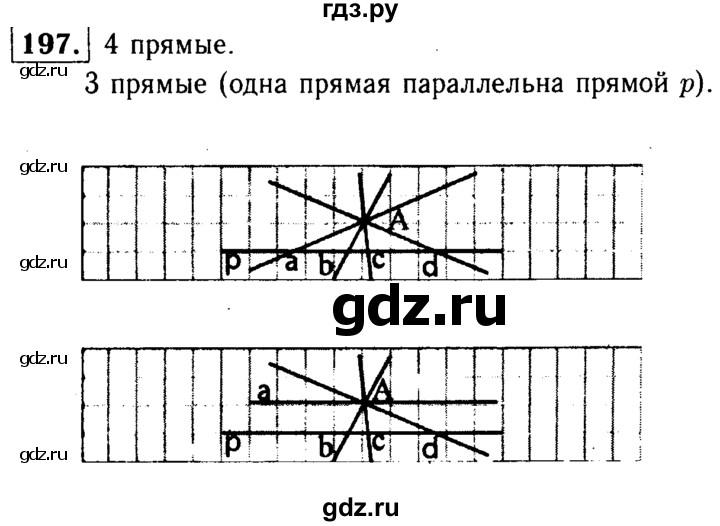 гдз.ру
197. 4 прямые.
gdz.ru
3 прямые (одна прямая параллельна прямой p).
gdz.ru
A
gdz.ru
p a b c d
gdz.ru
gdz.ru
a A
p b c d
gdz.ru
gdz.ru